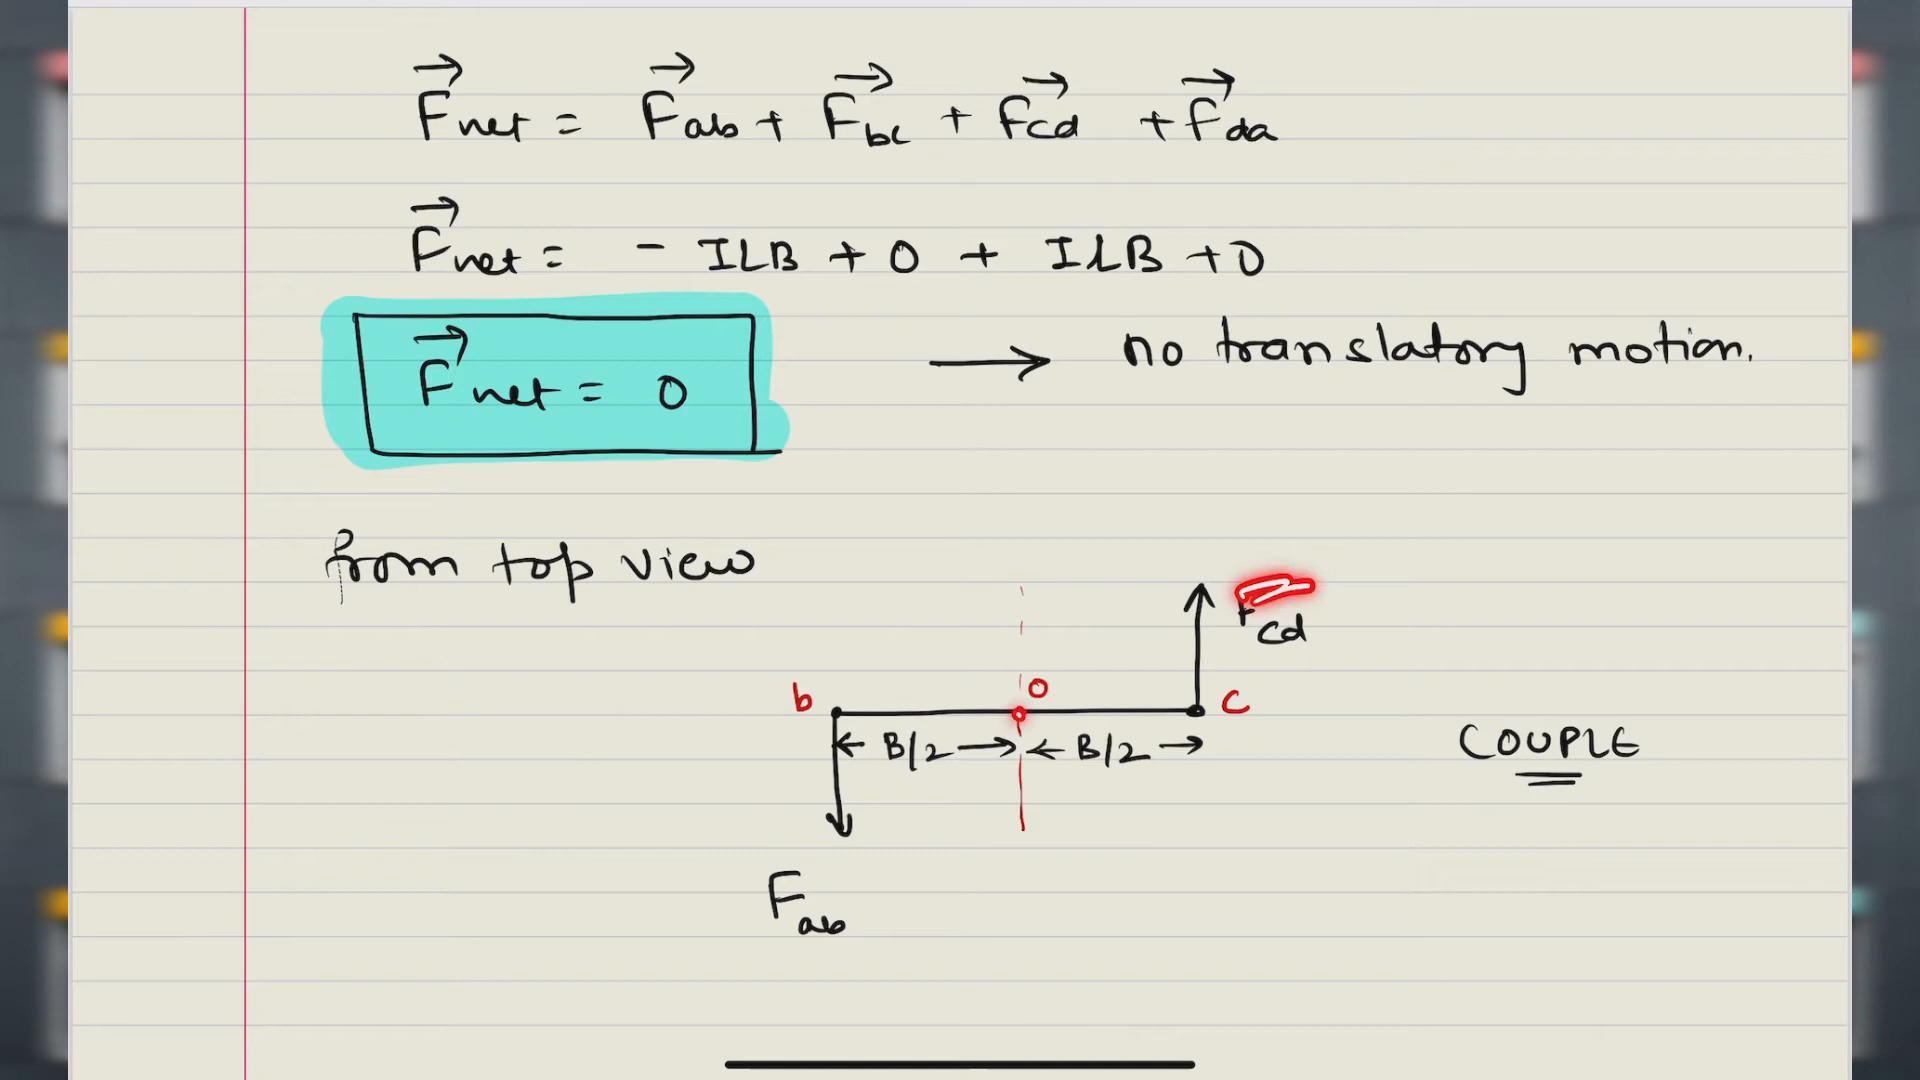 F⃗net = F⃗ab + F⃗bc + F⃗cd + F⃗da
F⃗net = - ILB + 0 + ILB + 0
F⃗net = 0 → no translatory motion.
from top view
Fcd
b O c
← B/2 → ← B/2 →
COUPLE
Fab